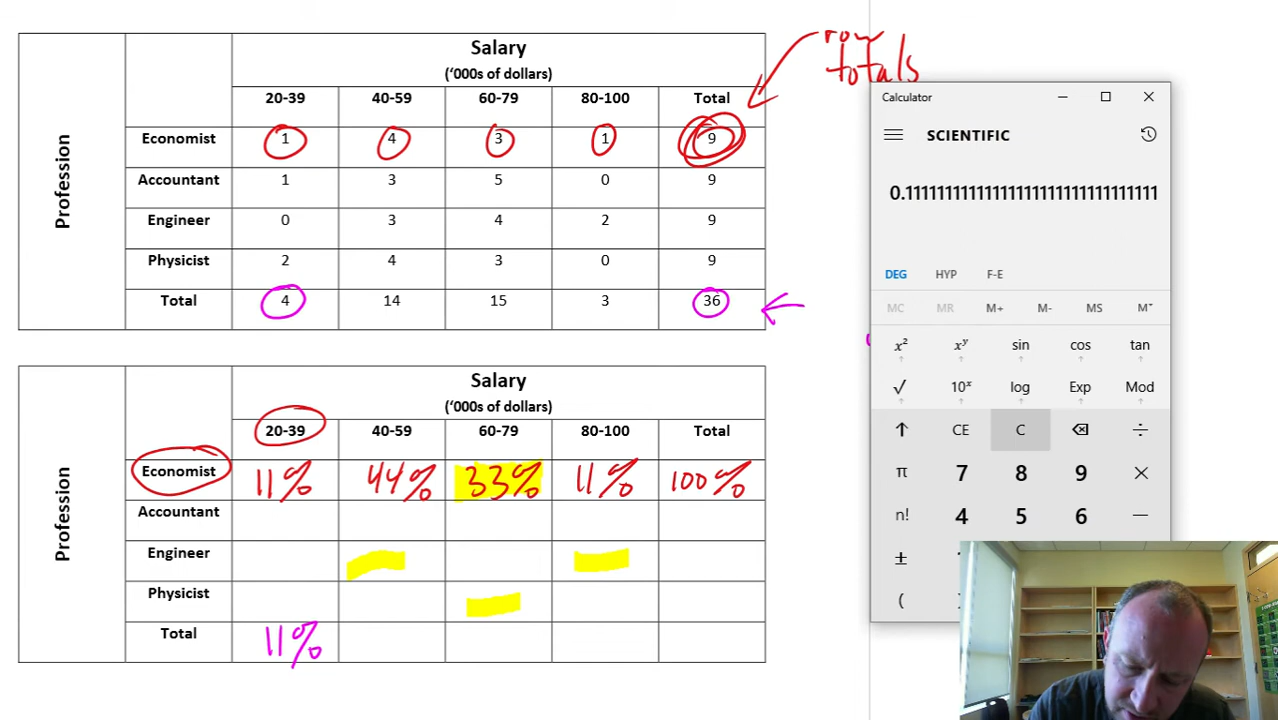 row
totals
Salary
('000s of dollars)
20-39 40-59 60-79 80-100 Total
Profession
Economist 1 4 3 1 9
Accountant 1 3 5 0 9
Engineer 0 3 4 2 9
Physicist 2 4 3 0 9
Total 4 14 15 3 36
Salary
('000s of dollars)
20-39 40-59 60-79 80-100 Total
Profession
Economist 11% 44% 33% 11% 100%
Accountant
Engineer
Physicist
Total 11%
Calculator
SCIENTIFIC
0.11111111111111111111111111111111
DEG HYP F-E
MC MR M+ M- MS M˅
x² xʸ sin cos tan
√ 10ˣ log Exp Mod
↑ CE C ⌫ ÷
π 7 8 9 ×
n! 4 5 6 —
±
(